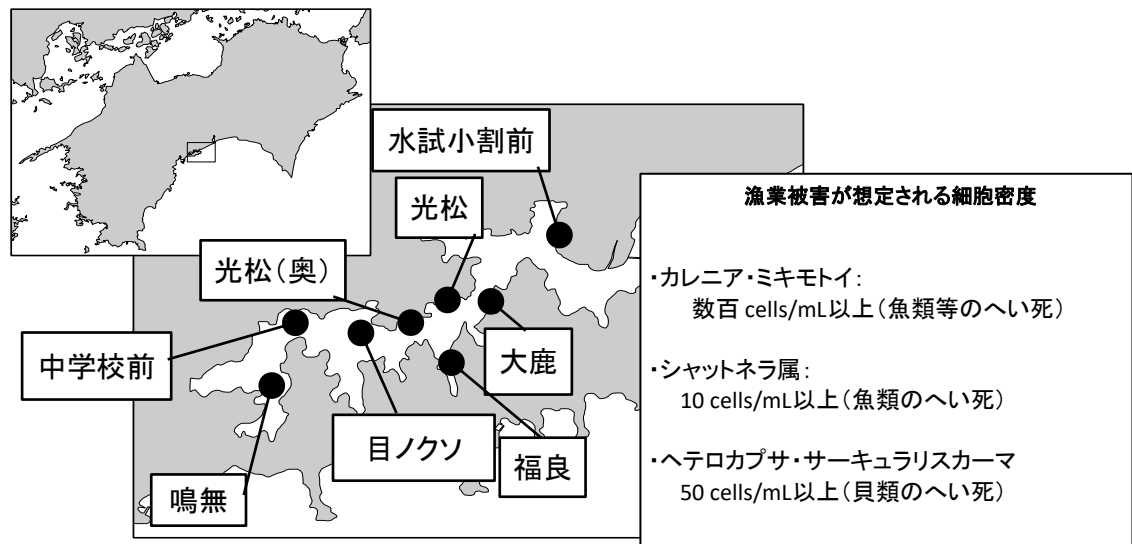 水試小割前
光松
光松（奥）
中学校前
大鹿
目ノクソ
福良
鳴無
漁業被害が想定される細胞密度
・カレニア・ミキモトイ：
数百 cells/mL以上（魚類等のへい死）
・シャットネラ属：
10 cells/mL以上（魚類のへい死）
・ヘテロカプサ・サーキュラリスカーマ
50 cells/mL以上（貝類のへい死）